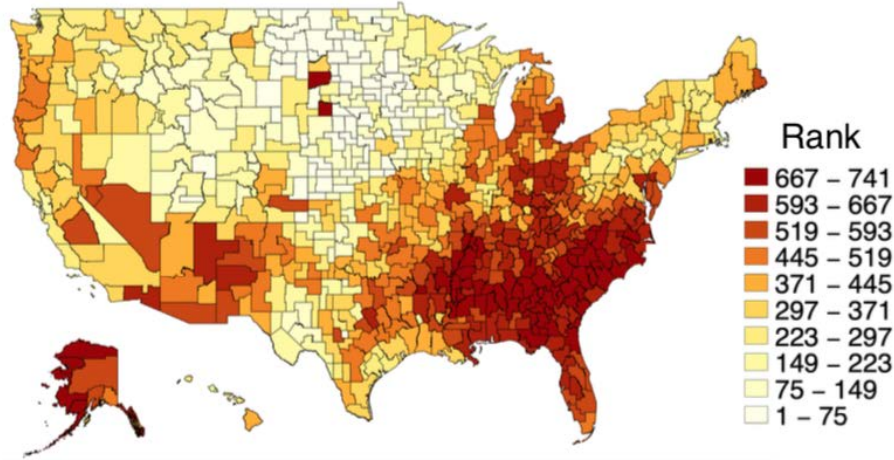 Rank
667 – 741
593 – 667
519 – 593
445 – 519
371 – 445
297 – 371
223 – 297
149 – 223
75 – 149
1 – 75